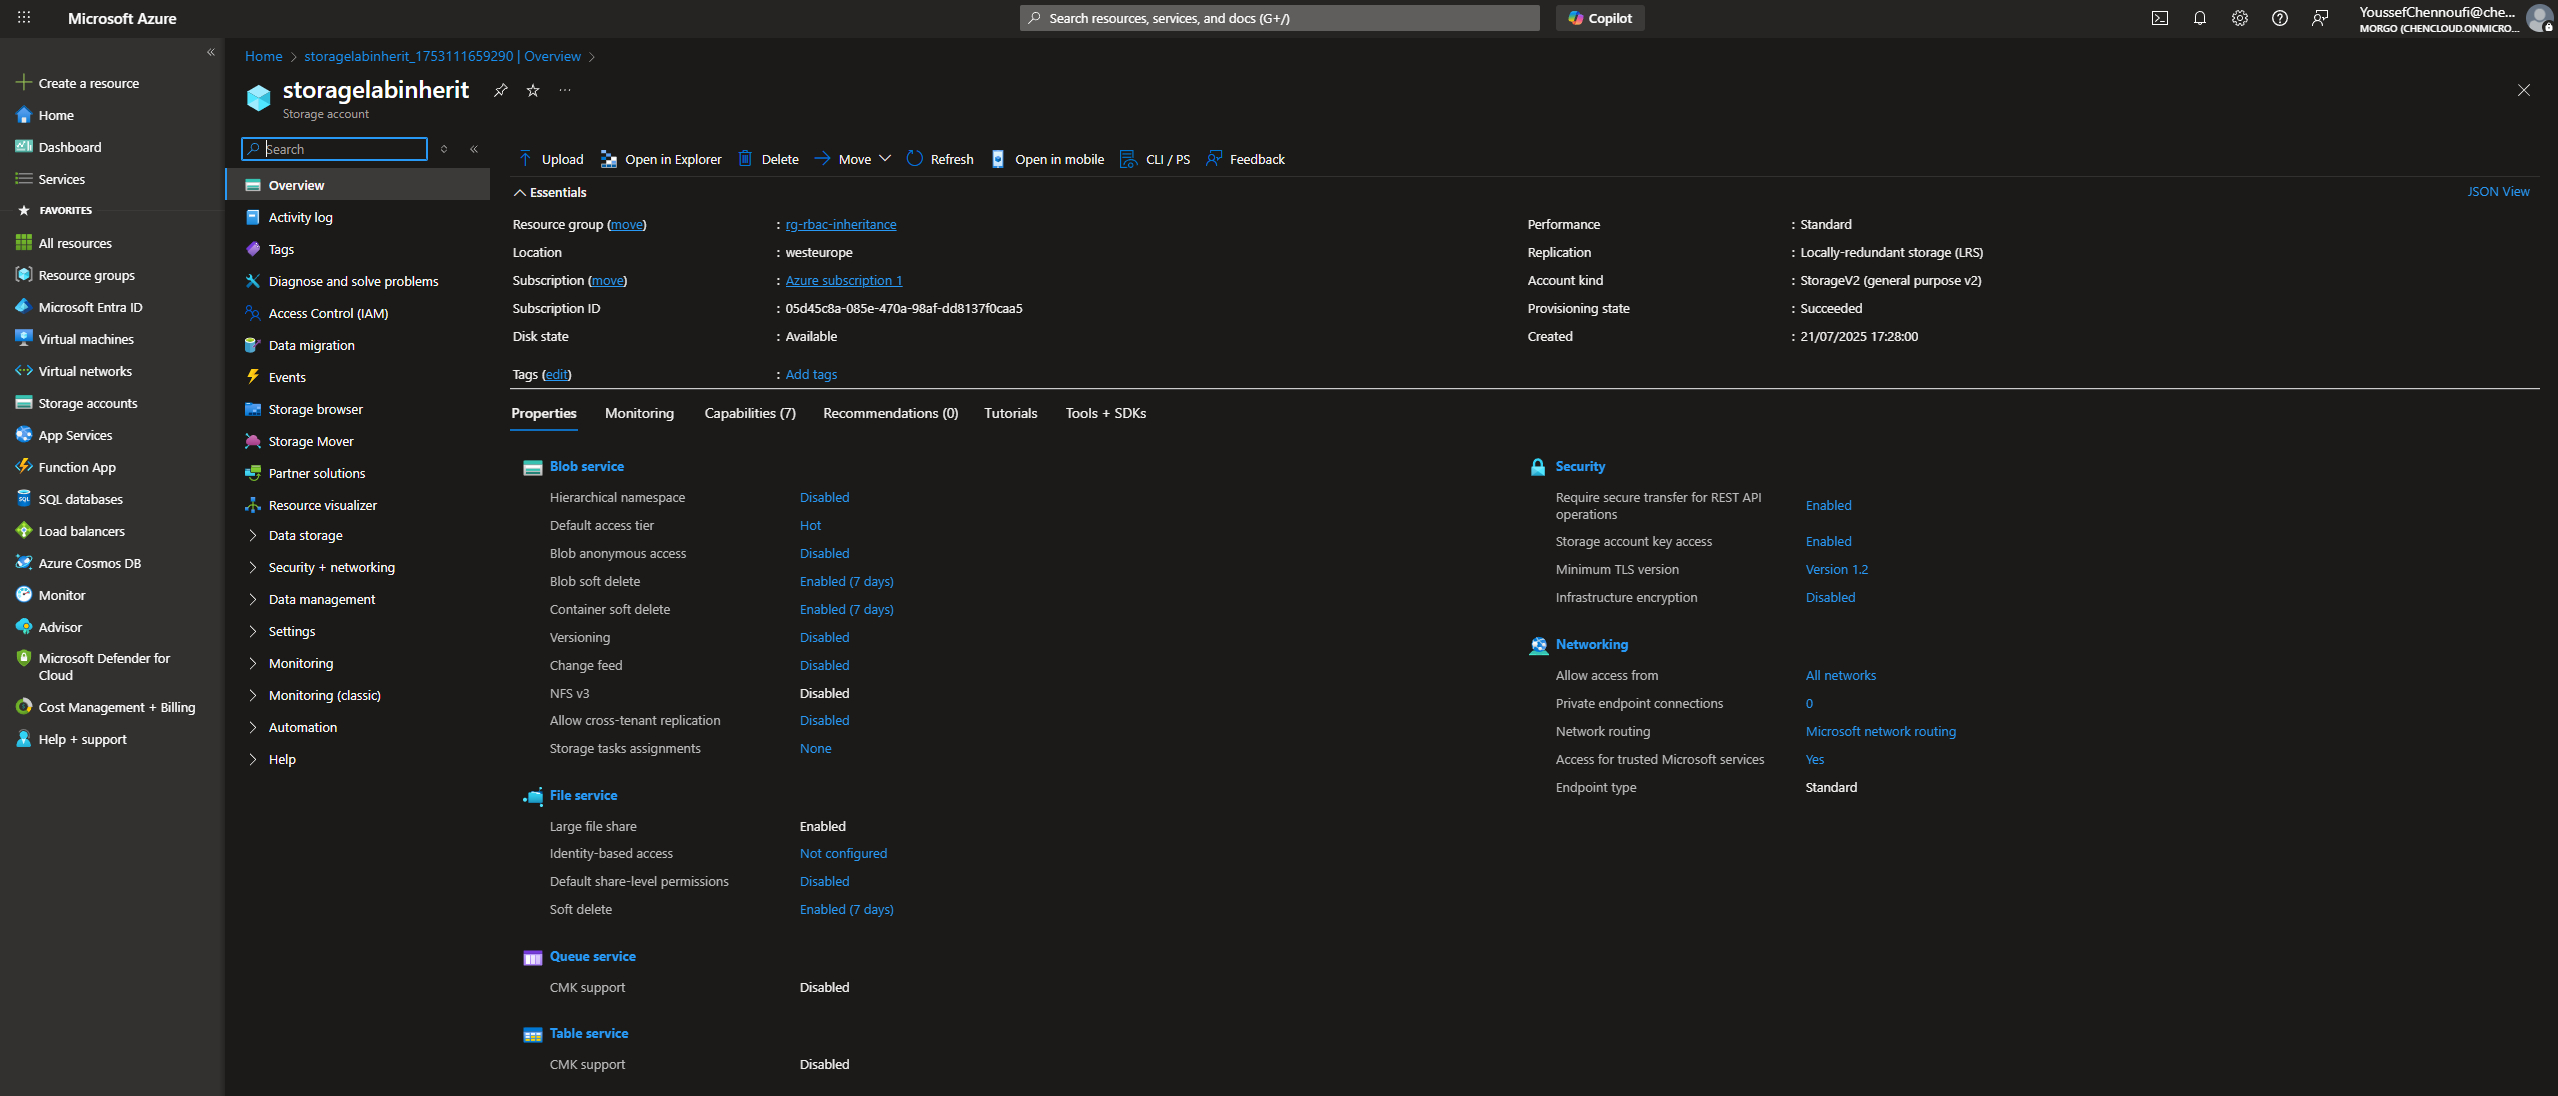 Microsoft Azure
Search resources, services, and docs (G+/)
Copilot
YoussefChennoufi@che...
MORGO (CHENCLOUD.ONMICRO...
Create a resource
Home
Dashboard
Services
FAVORITES
All resources
Resource groups
Microsoft Entra ID
Virtual machines
Virtual networks
Storage accounts
App Services
Function App
SQL databases
Load balancers
Azure Cosmos DB
Monitor
Advisor
Microsoft Defender for
Cloud
Cost Management + Billing
Help + support
Home > storagelabinherit_1753111659290 | Overview >
storagelabinherit
Storage account
Search
Overview
Activity log
Tags
Diagnose and solve problems
Access Control (IAM)
Data migration
Events
Storage browser
Storage Mover
Partner solutions
Resource visualizer
Data storage
Security + networking
Data management
Settings
Monitoring
Monitoring (classic)
Automation
Help
Upload Open in Explorer Delete Move Refresh Open in mobile CLI / PS Feedback
Essentials
JSON View
Resource group (move) : rg-rbac-inheritance
Location : westeurope
Subscription (move) : Azure subscription 1
Subscription ID : 05d45c8a-085e-470a-98af-dd8137f0caa5
Disk state : Available
Performance : Standard
Replication : Locally-redundant storage (LRS)
Account kind : StorageV2 (general purpose v2)
Provisioning state : Succeeded
Created : 21/07/2025 17:28:00
Tags (edit) : Add tags
Properties Monitoring Capabilities (7) Recommendations (0) Tutorials Tools + SDKs
Blob service
Hierarchical namespace Disabled
Default access tier Hot
Blob anonymous access Disabled
Blob soft delete Enabled (7 days)
Container soft delete Enabled (7 days)
Versioning Disabled
Change feed Disabled
NFS v3 Disabled
Allow cross-tenant replication Disabled
Storage tasks assignments None
File service
Large file share Enabled
Identity-based access Not configured
Default share-level permissions Disabled
Soft delete Enabled (7 days)
Queue service
CMK support Disabled
Table service
CMK support Disabled
Security
Require secure transfer for REST API
operations Enabled
Storage account key access Enabled
Minimum TLS version Version 1.2
Infrastructure encryption Disabled
Networking
Allow access from All networks
Private endpoint connections 0
Network routing Microsoft network routing
Access for trusted Microsoft services Yes
Endpoint type Standard